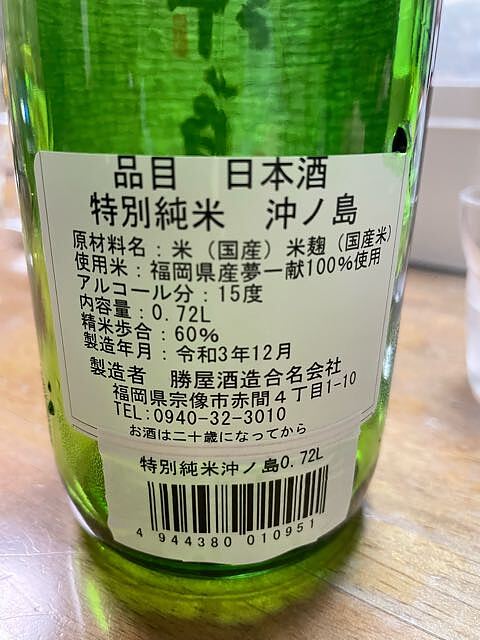 品目 日本酒
特別純米 沖ノ島
原材料名：米（国産）米麹（国産米）
使用米：福岡県産夢一献100%使用
アルコール分：15度
内容量：0.72L
精米歩合：60%
製造年月：令和3年12月
製造者 勝屋酒造合名会社
福岡県宗像市赤間４丁目1-10
TEL:0940-32-3010
お酒は二十歳になってから
特別純米沖ノ島0.72L
4 944380 010951